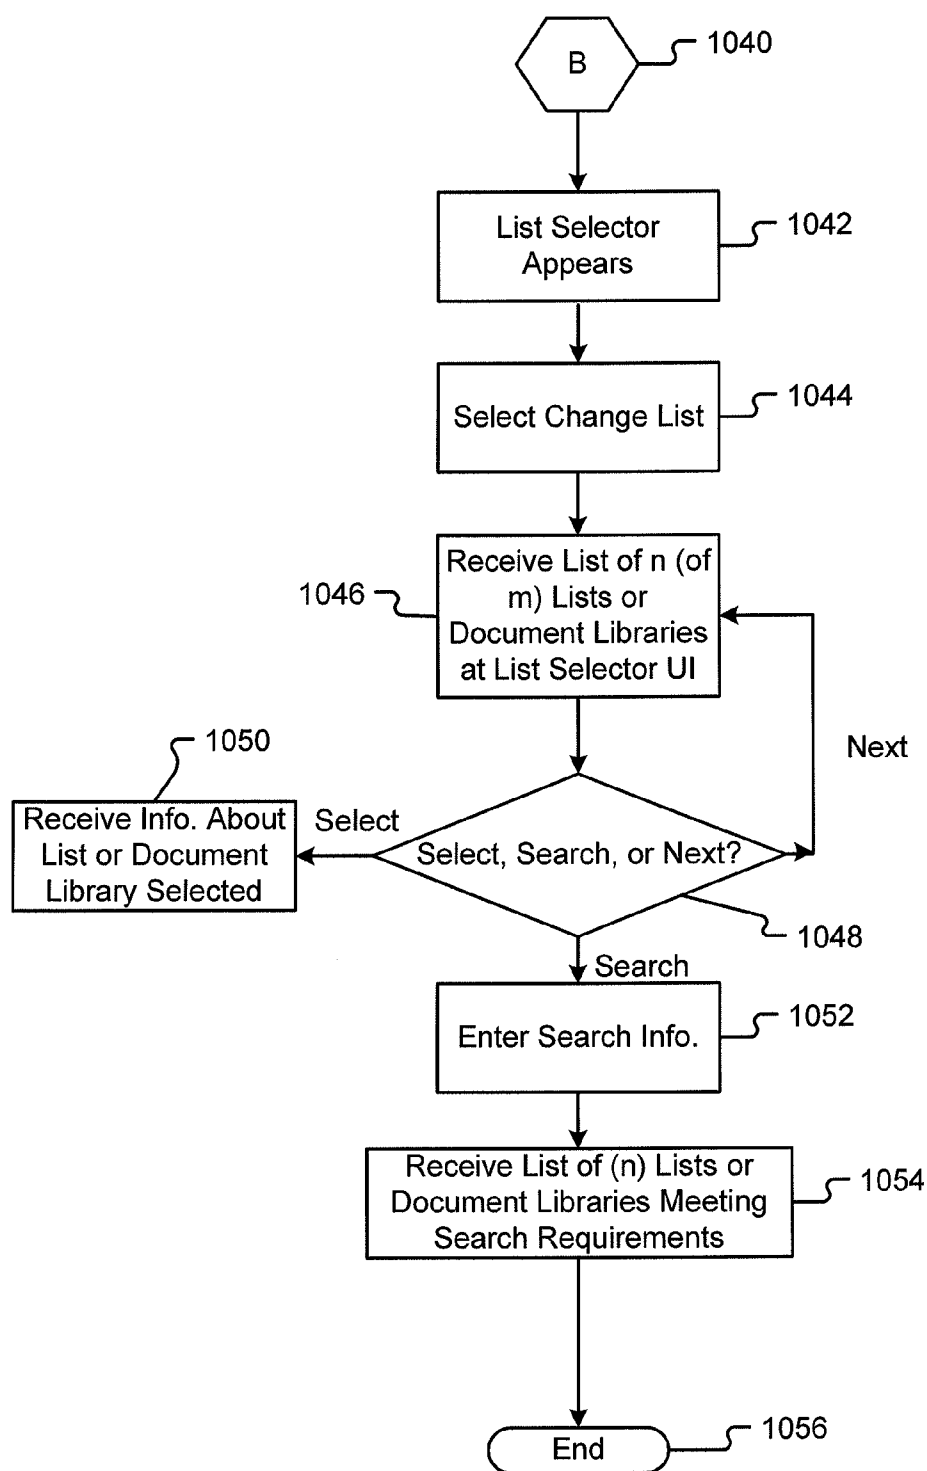 B
1040
List Selector
Appears
1042
Select Change List
1044
Receive List of n (of
m) Lists or
Document Libraries
at List Selector UI
1046
Next
1050
Receive Info. About
List or Document
Library Selected
Select
Select, Search, or Next?
1048
Search
Enter Search Info.
1052
Receive List of (n) Lists or
Document Libraries Meeting
Search Requirements
1054
End
1056